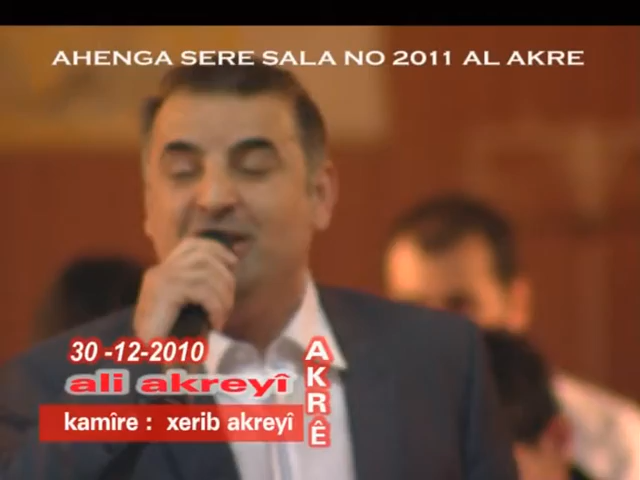 AHENGA SERE SALA NO 2011 AL AKRE
30 -12-2010
ali akreyî
kamîre : xerib akreyî
AKRÊ